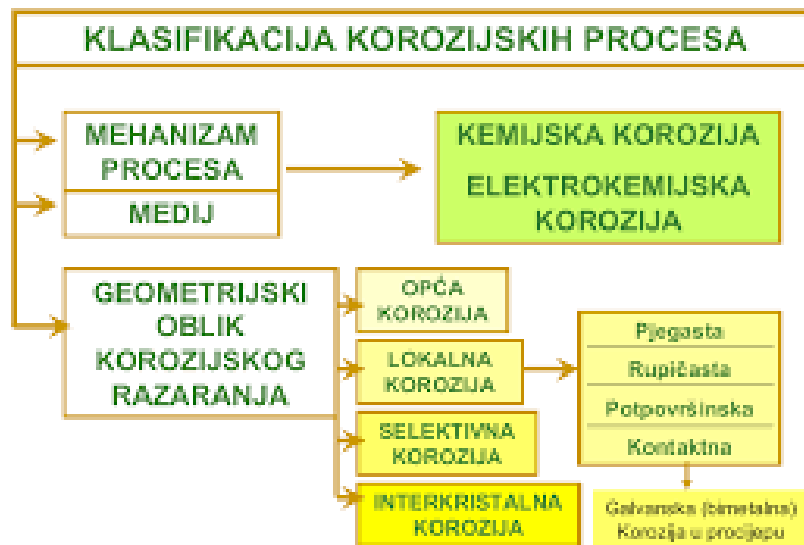 KLASIFIKACIJA KOROZIJSKIH PROCESA
MEHANIZAM
PROCESA
MEDIJ
KEMIJSKA KOROZIJA
ELEKTROKEMIJSKA
KOROZIJA
GEOMETRIJSKI
OBLIK
KOROZIJSKOG
RAZARANJA
OPĆA
KOROZIJA
LOKALNA
KOROZIJA
SELEKTIVNA
KOROZIJA
INTERKRISTALNA
KOROZIJA
Pjegasta
Rupičasta
Potpovršinska
Kontaktna
Galvanska (bimetalna)
Korozija u procijepu